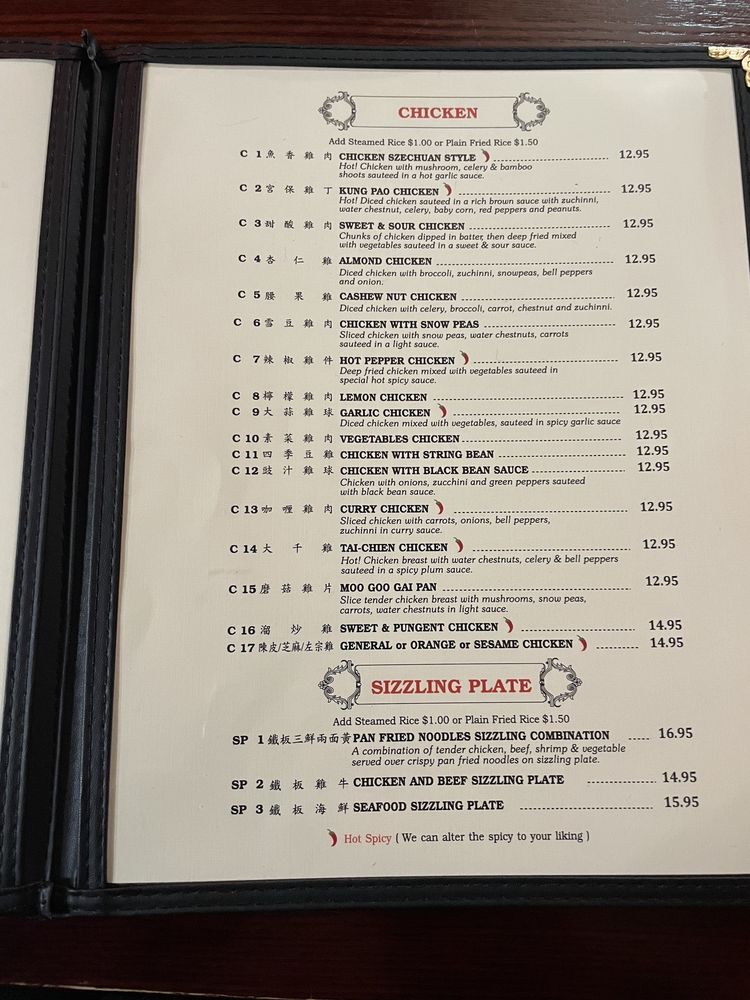 CHICKEN
Add Steamed Rice $1.00 or Plain Fried Rice $1.50
C 1 魚香雞肉 CHICKEN SZECHUAN STYLE 12.95
Hot! Chicken with mushroom, celery & bamboo
shoots sauteed in a hot garlic sauce.
C 2 宮保雞丁 KUNG PAO CHICKEN 12.95
Hot! Diced chicken sauteed in a rich brown sauce with zuchinni,
water chestnut, celery, baby corn, red peppers and peanuts.
C 3 甜酸雞肉 SWEET & SOUR CHICKEN 12.95
Chunks of chicken dipped in batter, then deep fried mixed
with vegetables sauteed in a sweet & sour sauce.
C 4 杏仁雞 ALMOND CHICKEN 12.95
Diced chicken with broccoli, zuchinni, snowpeas, bell peppers
and onion.
C 5 腰果雞 CASHEW NUT CHICKEN 12.95
Diced chicken with celery, broccoli, carrot, chestnut and zuchinni.
C 6 雪豆雞肉 CHICKEN WITH SNOW PEAS 12.95
Sliced chicken with snow peas, water chestnuts, carrots
sauteed in a light sauce.
C 7 辣椒雞件 HOT PEPPER CHICKEN 12.95
Deep fried chicken mixed with vegetables sauteed in
special hot spicy sauce.
C 8 檸檬雞肉 LEMON CHICKEN 12.95
C 9 大蒜雞球 GARLIC CHICKEN 12.95
Diced chicken mixed with vegetables, sauteed in spicy garlic sauce
C 10 素菜雞肉 VEGETABLES CHICKEN 12.95
C 11 四季豆雞 CHICKEN WITH STRING BEAN 12.95
C 12 豉汁雞球 CHICKEN WITH BLACK BEAN SAUCE 12.95
Chicken with onions, zucchini and green peppers sauteed
with black bean sauce.
C 13 咖喱雞肉 CURRY CHICKEN 12.95
Sliced chicken with carrots, onions, bell peppers,
zuchinni in curry sauce.
C 14 大千雞 TAI-CHIEN CHICKEN 12.95
Hot! Chicken breast with water chestnuts, celery & bell peppers
sauteed in a spicy plum sauce.
C 15 磨菇雞片 MOO GOO GAI PAN 12.95
Slice tender chicken breast with mushrooms, snow peas,
carrots, water chestnuts in light sauce.
C 16 溜炒雞 SWEET & PUNGENT CHICKEN 14.95
C 17 陳皮/芝麻/左宗雞 GENERAL or ORANGE or SESAME CHICKEN 14.95
SIZZLING PLATE
Add Steamed Rice $1.00 or Plain Fried Rice $1.50
SP 1 鐵板三鮮兩面黃 PAN FRIED NOODLES SIZZLING COMBINATION 16.95
A combination of tender chicken, beef, shrimp & vegetable
served over crispy pan fried noodles on sizzling plate.
SP 2 鐵板雞牛 CHICKEN AND BEEF SIZZLING PLATE 14.95
SP 3 鐵板海鮮 SEAFOOD SIZZLING PLATE 15.95
Hot Spicy ( We can alter the spicy to your liking )